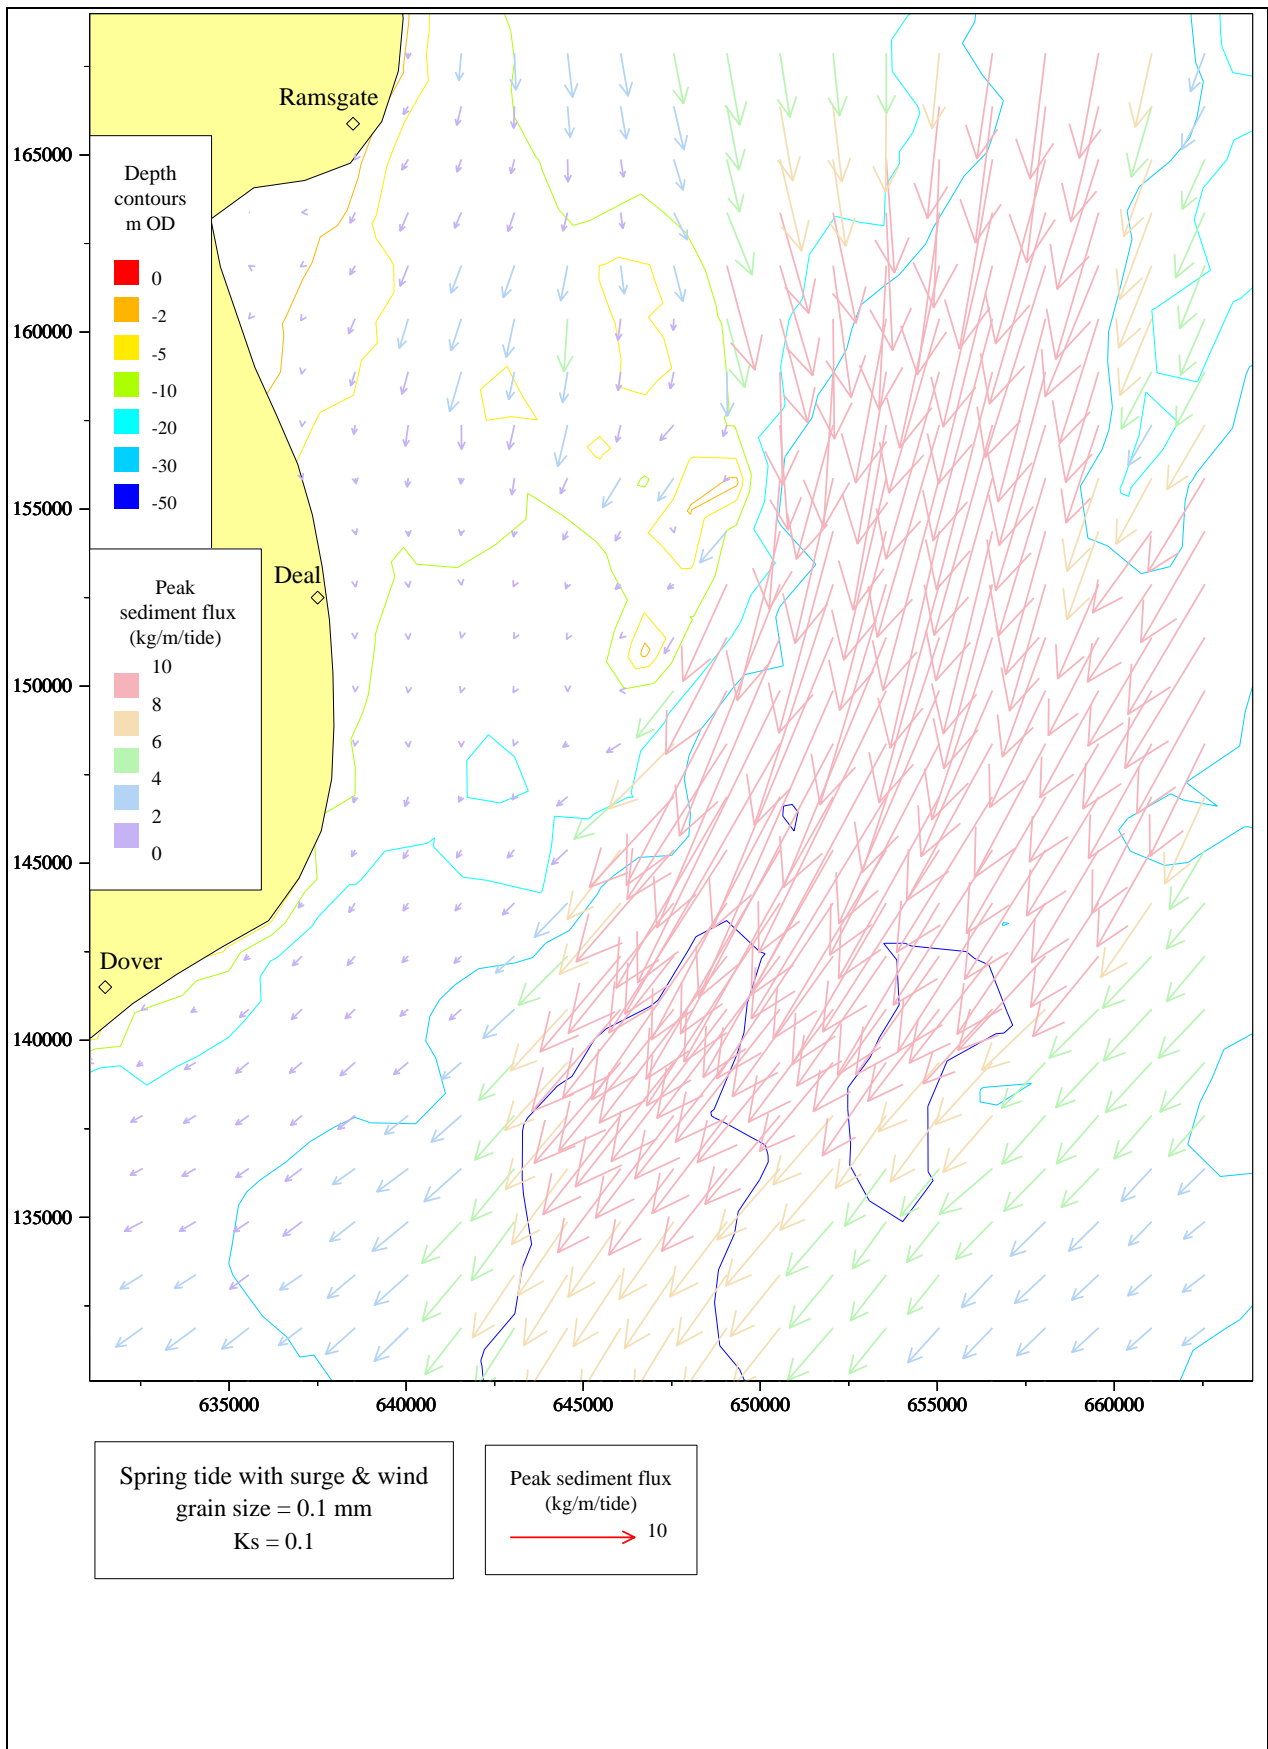 Ramsgate
165000
Depth
contours
m OD
0
-2
-5
-10
-20
-30
-50
160000
155000
Deal
Peak
sediment flux
(kg/m/tide)
10
8
6
4
2
0
150000
145000
Dover
140000
135000
635000 640000 645000 650000 655000 660000
Spring tide with surge & wind
grain size = 0.1 mm
Ks = 0.1
Peak sediment flux
(kg/m/tide)
10